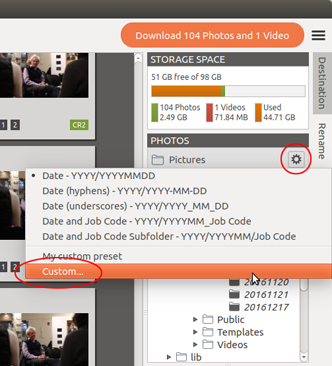 Download 104 Photos and 1 Video
STORAGE SPACE
51 GB free of 98 GB
104 Photos
2.49 GB
1 Videos
71.84 MB
Used
44.71 GB
Destination
Rename
1 2
CR2
PHOTOS
Pictures
Date - YYYY/YYYYMMDD
Date (hyphens) - YYYY/YYYY-MM-DD
Date (underscores) - YYYY/YYYY_MM_DD
Date and Job Code - YYYY/YYYYMM_Job Code
Date and Job Code Subfolder - YYYY/YYYYMM/Job Code
My custom preset
Custom...
1 2
20161120
20161121
20161217
Public
Templates
Videos
lib